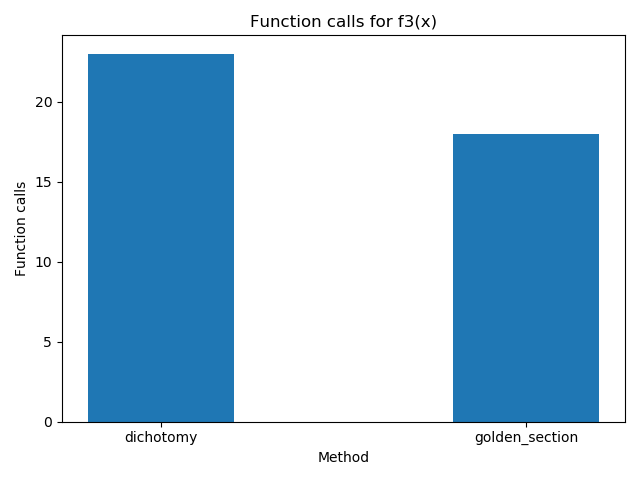 Function calls for f3(x)
Function calls
20
15
10
5
0
dichotomy
golden_section
Method